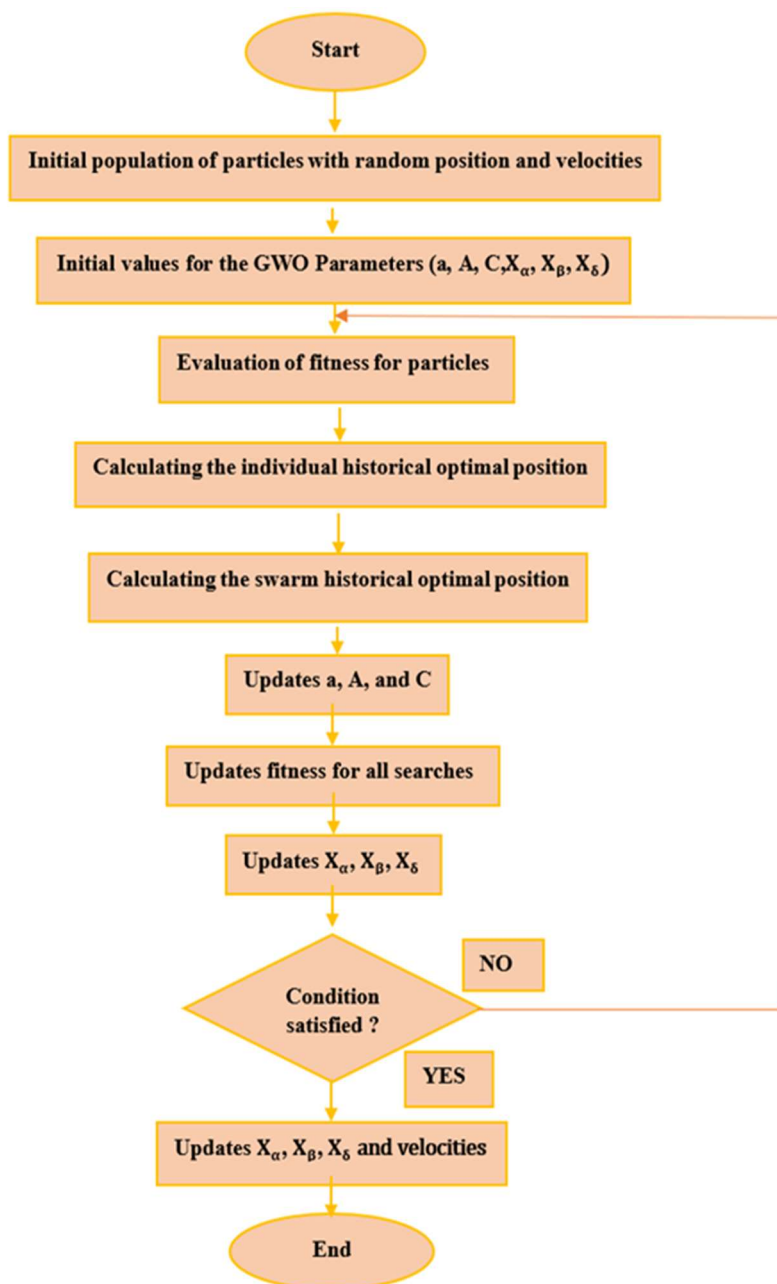 Start
Initial population of particles with random position and velocities
Initial values for the GWO Parameters (a, A, C,Xα, Xβ, Xδ)
Evaluation of fitness for particles
Calculating the individual historical optimal position
Calculating the swarm historical optimal position
Updates a, A, and C
Updates fitness for all searches
Updates Xα, Xβ, Xδ
NO
Condition
satisfied ?
YES
Updates Xα, Xβ, Xδ and velocities
End